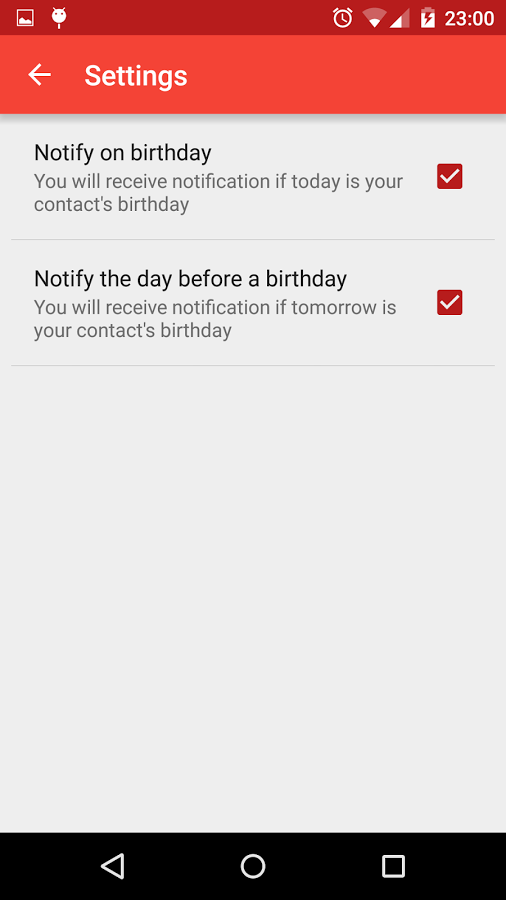 23:00
Settings
Notify on birthday
You will receive notification if today is your
contact's birthday
Notify the day before a birthday
You will receive notification if tomorrow is
your contact's birthday